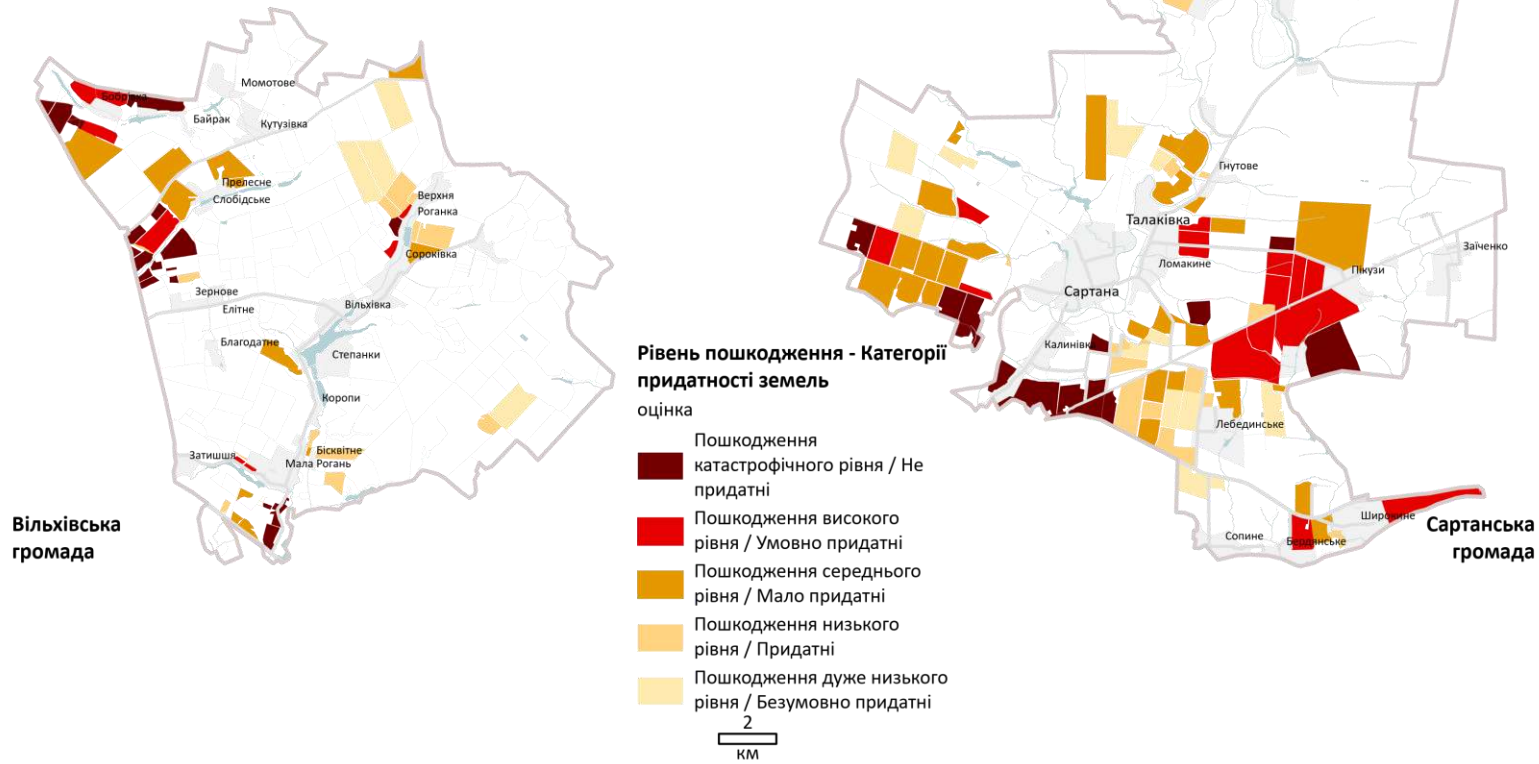 Момотове
Бобрівка
Байрак
Кутузівка
Прелесне
Слобідське
Верхня
Роганка
Сороківка
Зернове
Елітне
Вільхівка
Благодатне
Степанки
Коропи
Затишшя
Бісквітне
Мала Рогань
Вільхівська
громада
Рівень пошкодження - Категорії
придатності земель
оцінка
Пошкодження
катастрофічного рівня / Не
придатні
Пошкодження високого
рівня / Умовно придатні
Пошкодження середнього
рівня / Мало придатні
Пошкодження низького
рівня / Придатні
Пошкодження дуже низького
рівня / Безумовно придатні
2
км
Гнутове
Талаківка
Заїченко
Ломакине
Пікузи
Сартана
Калинівка
Лебединське
Широкине
Сопине
Бердянське
Сартанська
громада